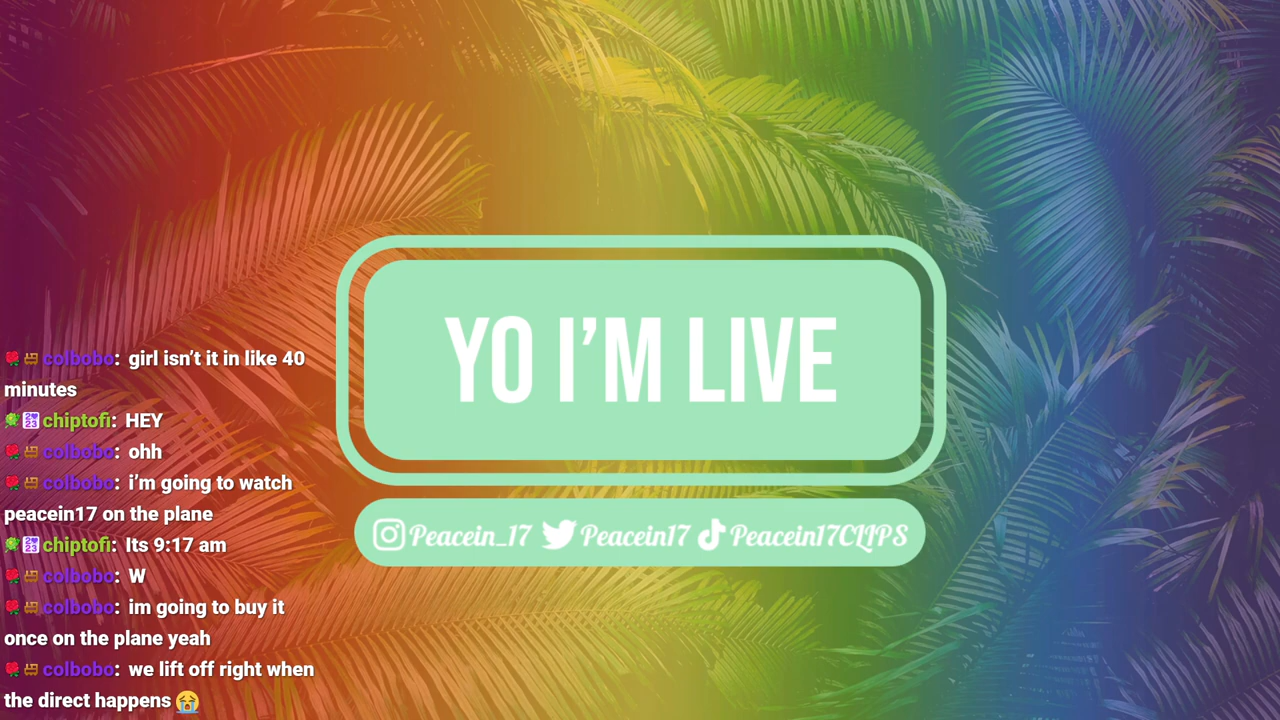 YO I'M LIVE
Peacein_17 Peacein17 Peacein17CLIPS
colbobo: girl isn't it in like 40
minutes
chiptofi: HEY
colbobo: ohh
colbobo: i'm going to watch
peacein17 on the plane
chiptofi: Its 9:17 am
colbobo: W
colbobo: im going to buy it
once on the plane yeah
colbobo: we lift off right when
the direct happens 😭